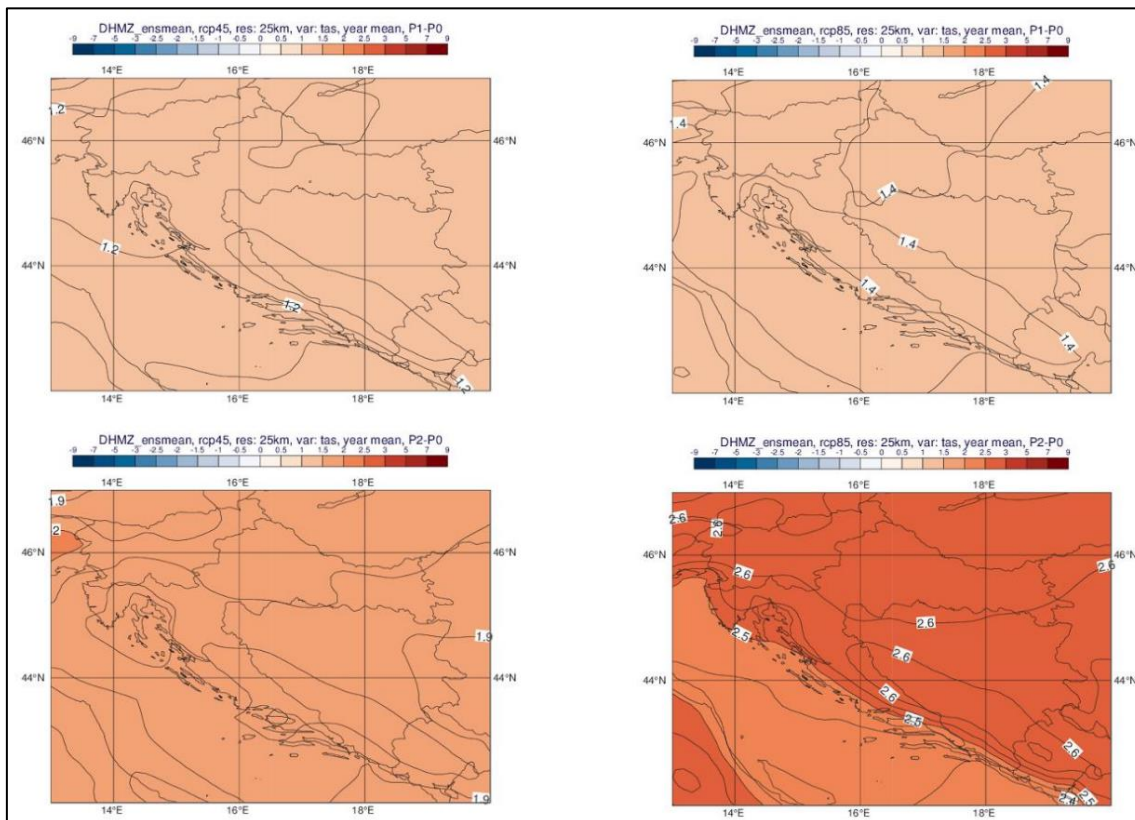 DHMZ_ensmean, rcp45, res: 25km, var: tas, year mean, P1-P0
-9 -7 -5 -3 -2.5 -2 -1.5 -1 -0.5 0 0.5 1 1.5 2 2.5 3 5 7 9
14°E 16°E 18°E
1.2
46°N 46°N
1.2
44°N 44°N
1.2
1.2
14°E 16°E 18°E
DHMZ_ensmean, rcp85, res: 25km, var: tas, year mean, P1-P0
-9 -7 -5 -3 -2.5 -2 -1.5 -1 -0.5 0 0.5 1 1.5 2 2.5 3 5 7 9
14°E 16°E 18°E
1.4
1.4
46°N 46°N
1.4
1.4
44°N 44°N
1.4
1.4
14°E 16°E 18°E
DHMZ_ensmean, rcp45, res: 25km, var: tas, year mean, P2-P0
-9 -7 -5 -3 -2.5 -2 -1.5 -1 -0.5 0 0.5 1 1.5 2 2.5 3 5 7 9
14°E 16°E 18°E
1.9
2
46°N 46°N
1.9
44°N 44°N
1.9
14°E 16°E 18°E
DHMZ_ensmean, rcp85, res: 25km, var: tas, year mean, P2-P0
-9 -7 -5 -3 -2.5 -2 -1.5 -1 -0.5 0 0.5 1 1.5 2 2.5 3 5 7 9
14°E 16°E 18°E
2.6
2.6
46°N 46°N
2.6
2.6
2.6
2.5
2.6
44°N 44°N
2.6
2.5
2.6
2.5
2.4
14°E 16°E 18°E